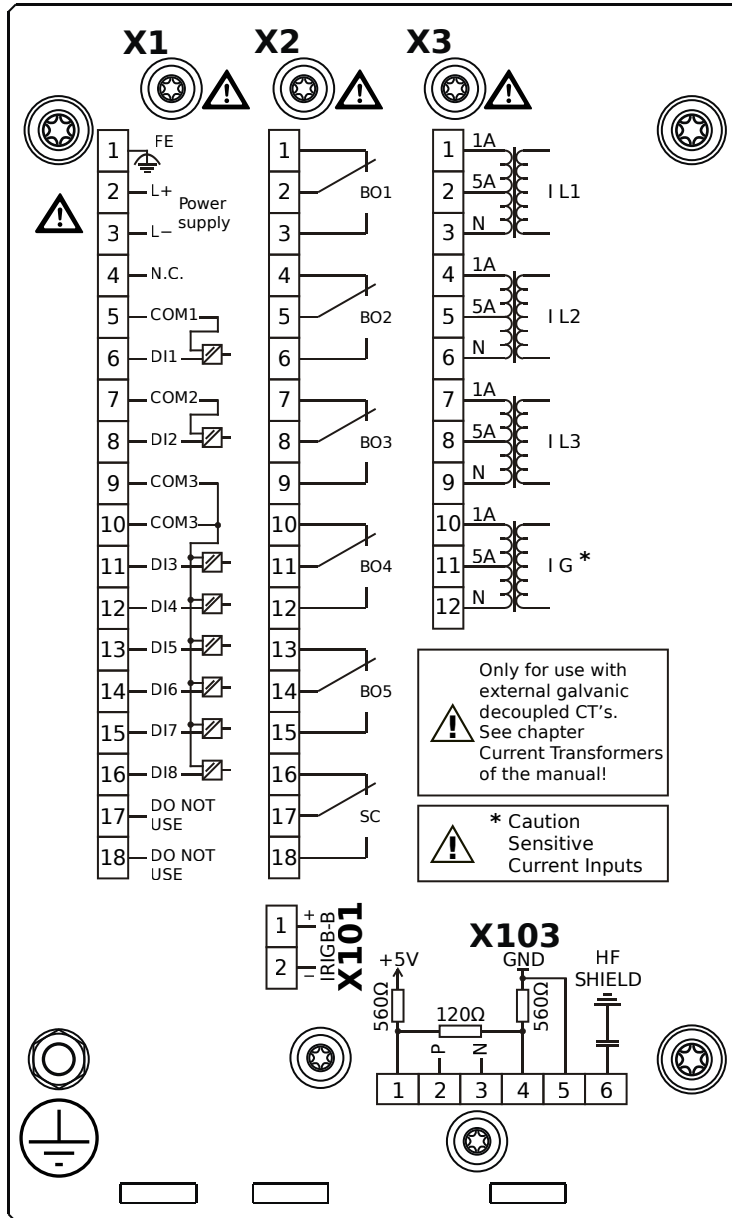 X1
X2
X3
1 FE
2 L+
Power
supply
3 L−
4 N.C.
5 COM1
6 DI1
7 COM2
8 DI2
9 COM3
10 COM3
11 DI3
12 DI4
13 DI5
14 DI6
15 DI7
16 DI8
17 DO NOT
USE
18 DO NOT
USE
1
2 BO1
3
4
5 BO2
6
7
8 BO3
9
10
11 BO4
12
13
14 BO5
15
16
17 SC
18
1 1A
2 5A I L1
3 N
4 1A
5 5A I L2
6 N
7 1A
8 5A I L3
9 N
10 1A
11 5A I G *
12 N
Only for use with
external galvanic
decoupled CT's.
See chapter
Current Transformers
of the manual!
* Caution
Sensitive
Current Inputs
1 +
2 −
IRIGB-B
X101
X103
+5V
GND
HF
SHIELD
560Ω
120Ω
560Ω
P
N
1 2 3 4 5 6